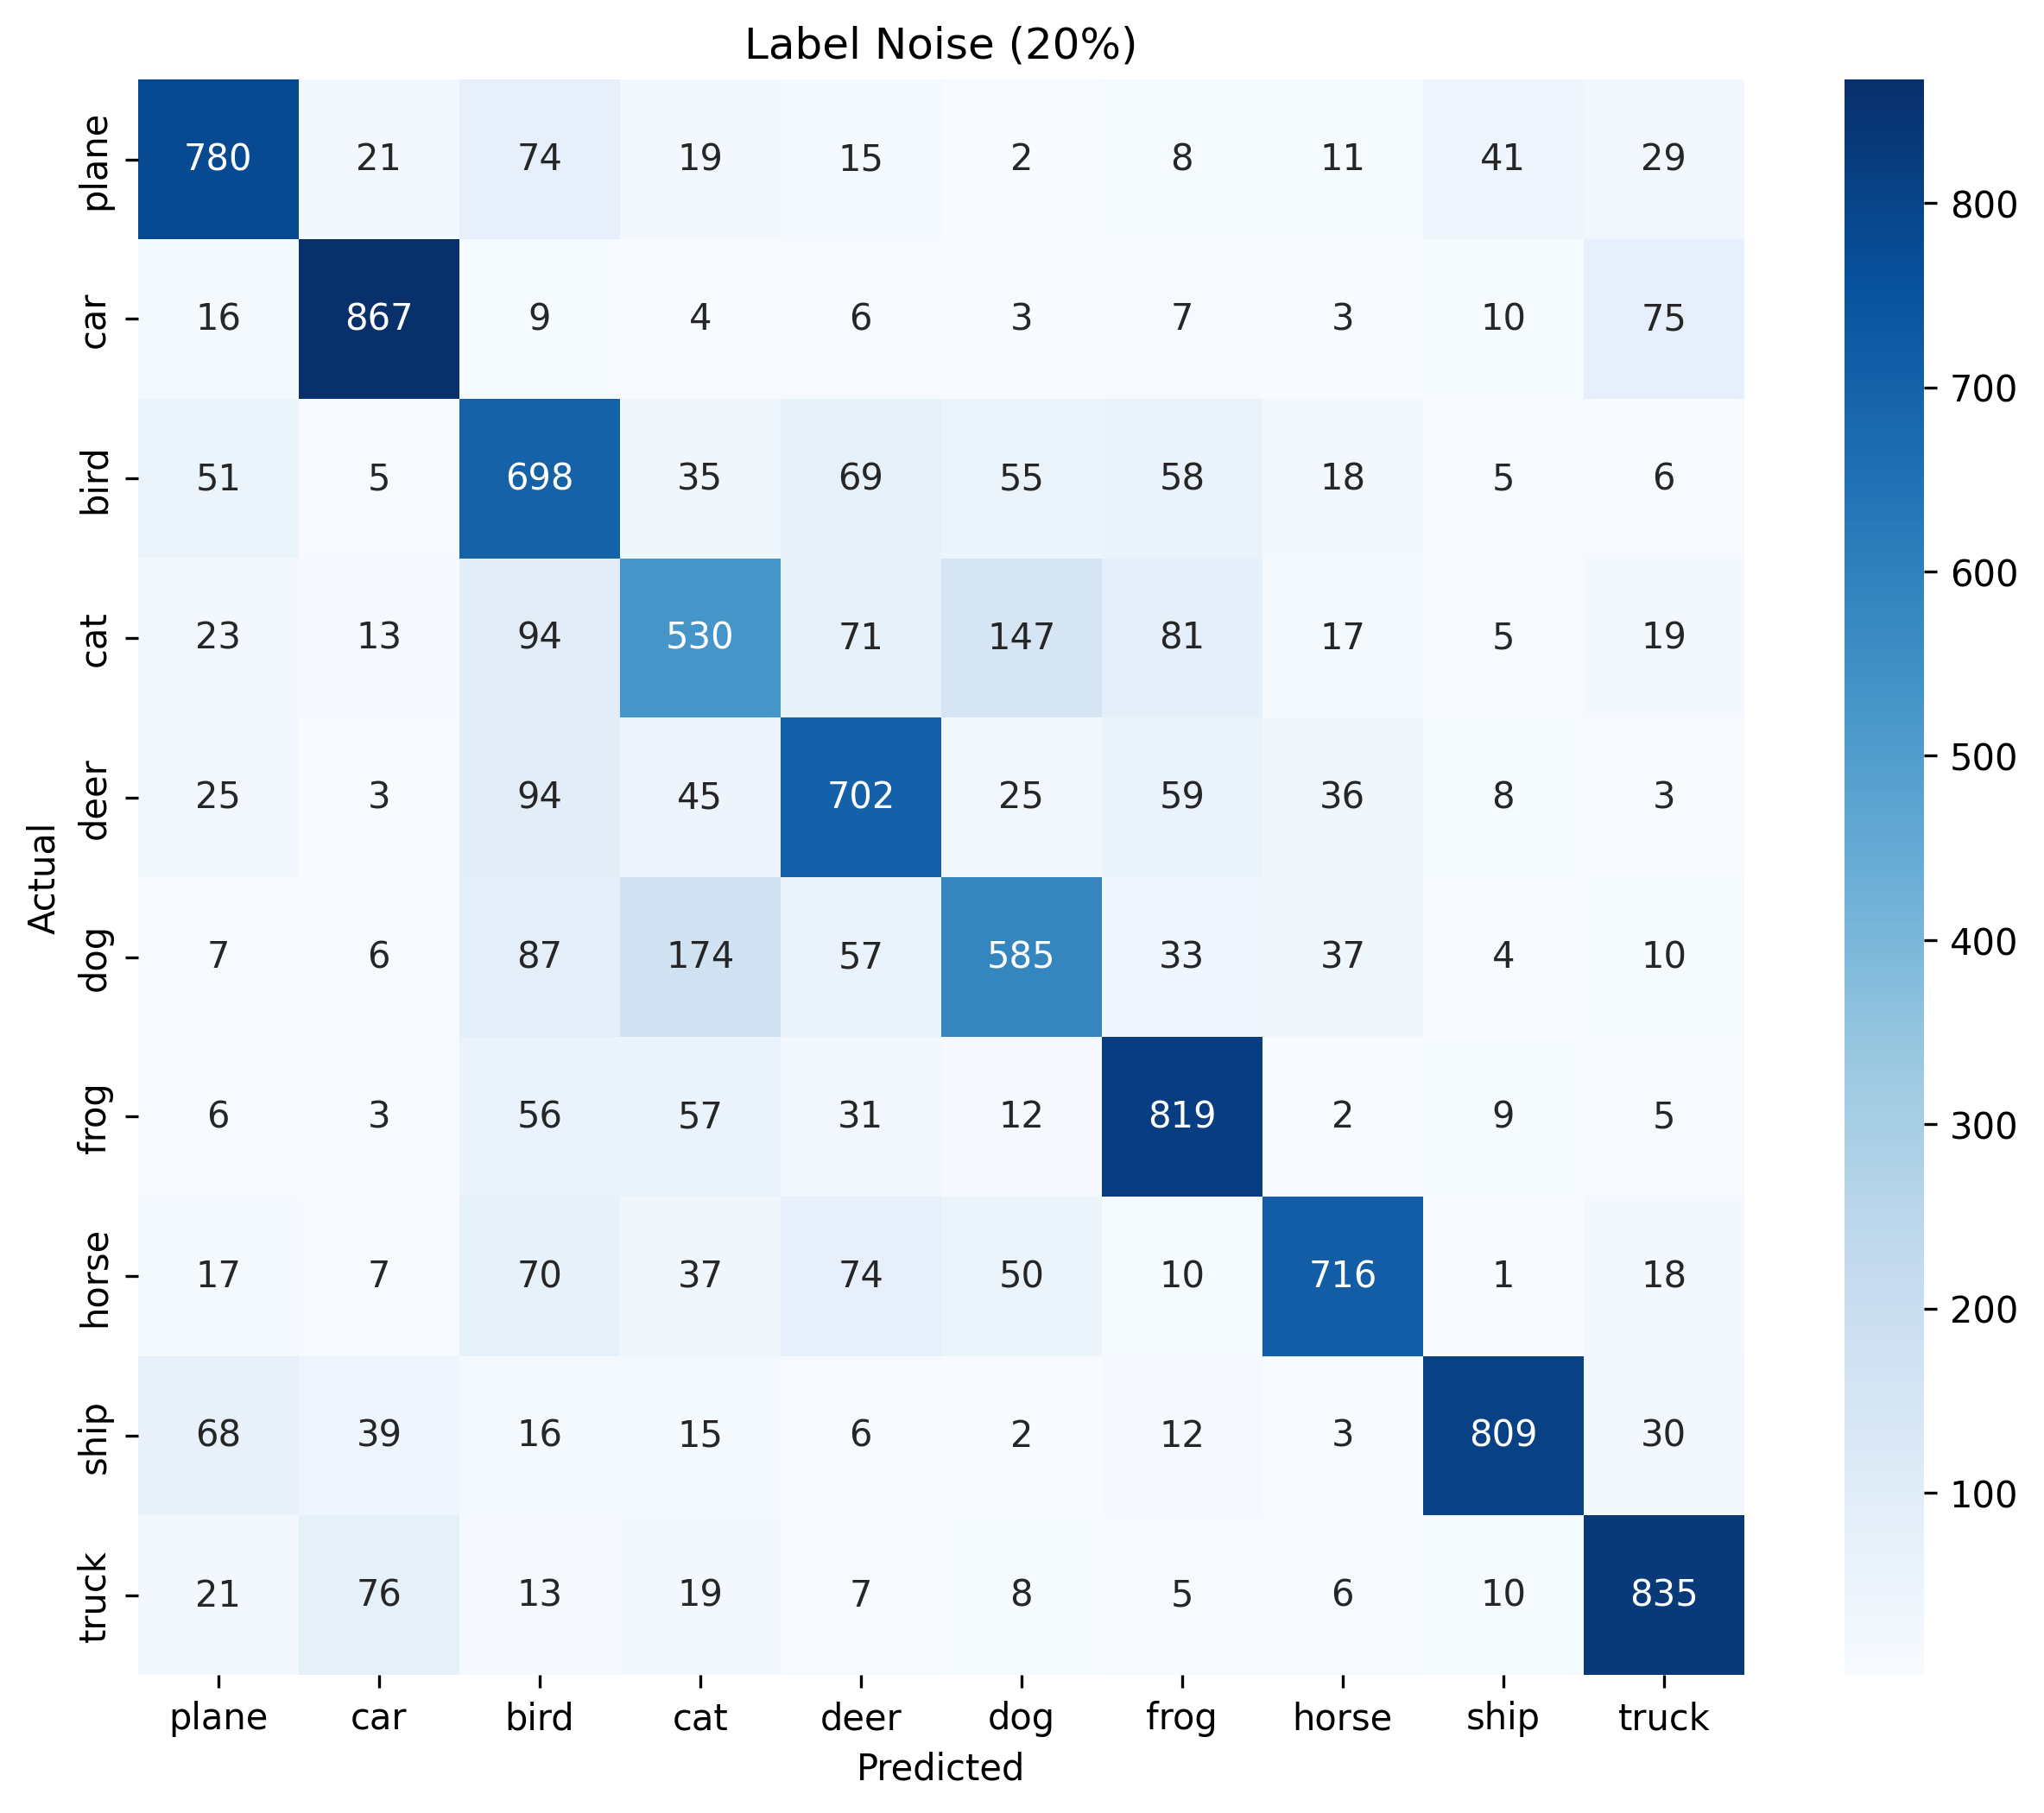 Label Noise (20%)
plane 780 21 74 19 15 2 8 11 41 29
car 16 867 9 4 6 3 7 3 10 75
bird 51 5 698 35 69 55 58 18 5 6
cat 23 13 94 530 71 147 81 17 5 19
deer 25 3 94 45 702 25 59 36 8 3
dog 7 6 87 174 57 585 33 37 4 10
frog 6 3 56 57 31 12 819 2 9 5
horse 17 7 70 37 74 50 10 716 1 18
ship 68 39 16 15 6 2 12 3 809 30
truck 21 76 13 19 7 8 5 6 10 835
Actual
plane car bird cat deer dog frog horse ship truck
Predicted
800
700
600
500
400
300
200
100